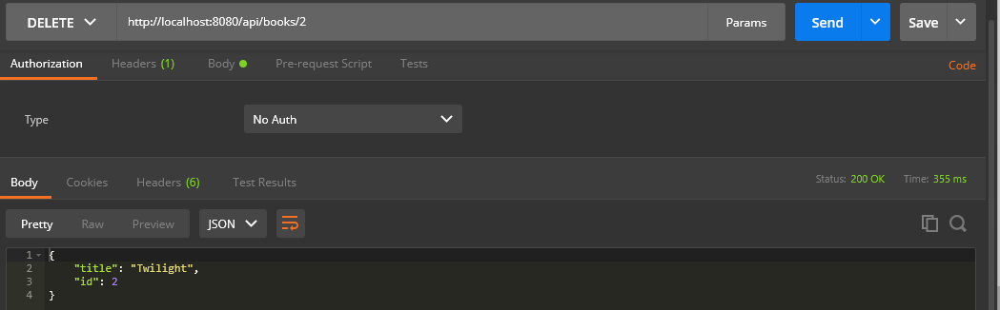 DELETE http://localhost:8080/api/books/2 Params Send Save
Authorization Headers (1) Body Pre-request Script Tests Code
Type No Auth
Body Cookies Headers (6) Test Results Status: 200 OK Time: 355 ms
Pretty Raw Preview JSON
1 {
2 "title": "Twilight",
3 "id": 2
4 }